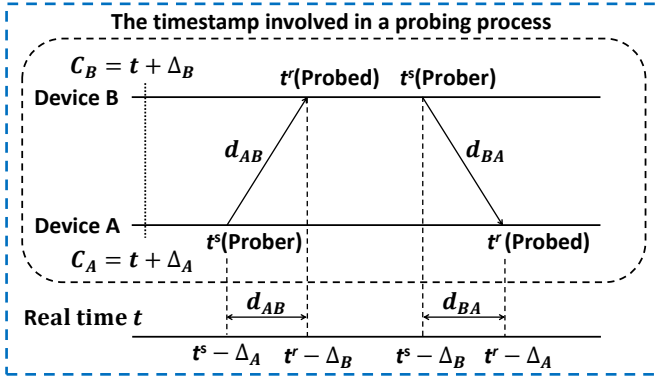 The timestamp involved in a probing process
C_B = t + Δ_B
t^r(Probed) t^s(Prober)
Device B
d_AB d_BA
Device A
t^s(Prober) t^r(Probed)
C_A = t + Δ_A
d_AB d_BA
Real time t
t^s − Δ_A t^r − Δ_B t^s − Δ_B t^r − Δ_A